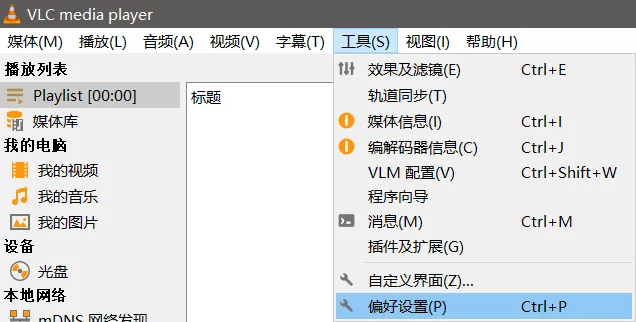 VLC media player
媒体(M) 播放(L) 音频(A) 视频(V) 字幕(T) 工具(S) 视图(I) 帮助(H)
播放列表
Playlist [00:00]
媒体库
我的电脑
我的视频
我的音乐
我的图片
设备
光盘
本地网络
mDNS 网络发现
标题
效果及滤镜(E) Ctrl+E
轨道同步(T)
媒体信息(I) Ctrl+I
编解码器信息(C) Ctrl+J
VLM 配置(V) Ctrl+Shift+W
程序向导
消息(M) Ctrl+M
插件及扩展(G)
自定义界面(Z)...
偏好设置(P) Ctrl+P